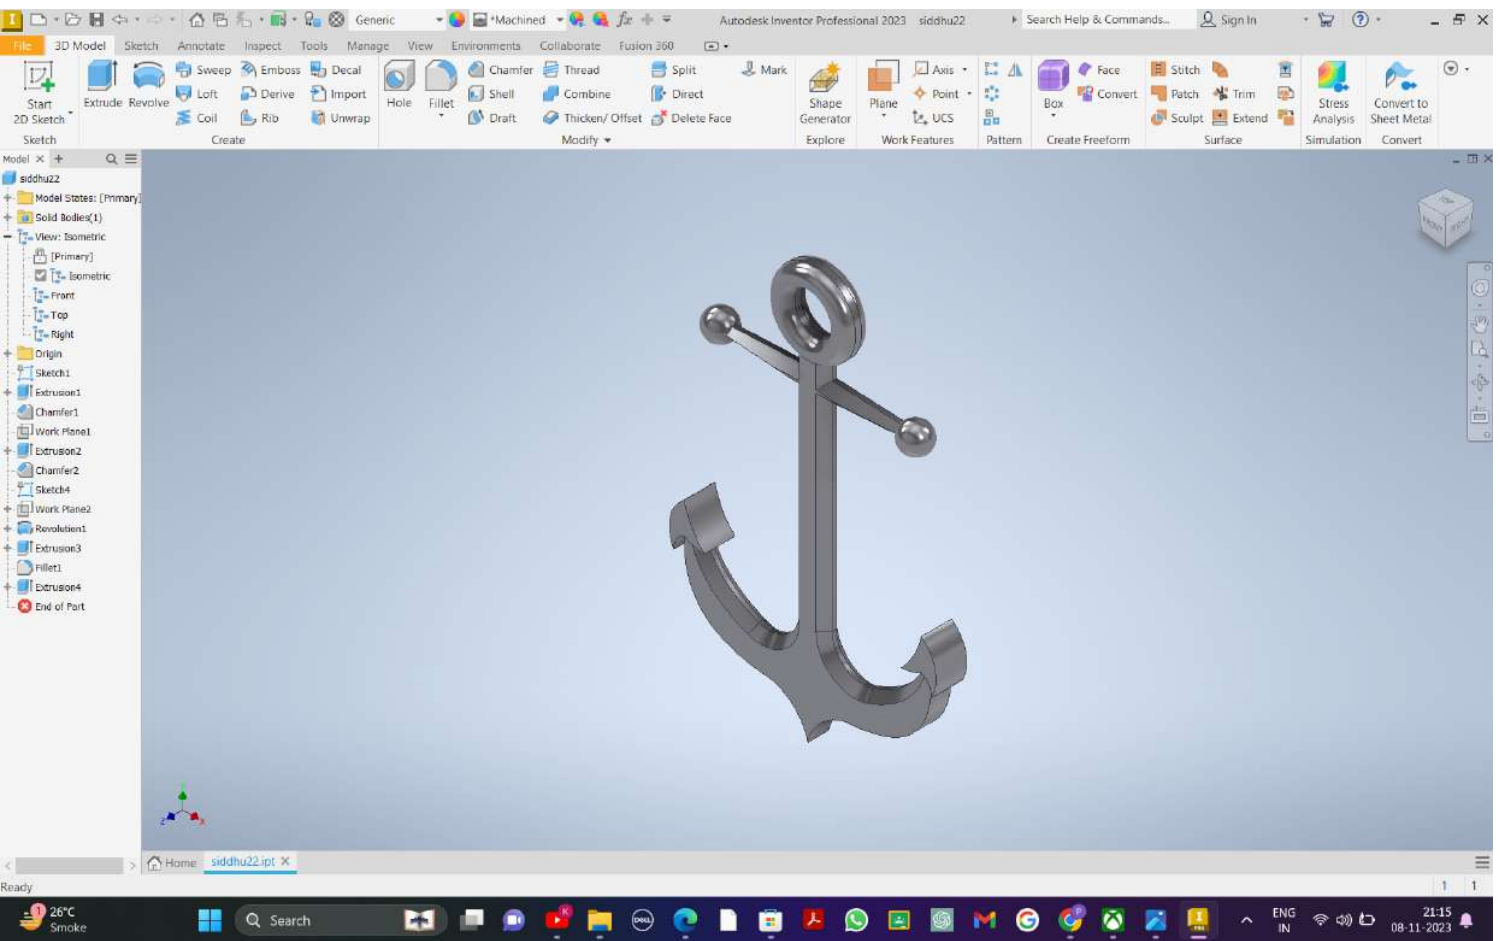 Generic
*Machined
Autodesk Inventor Professional 2023 siddhu22
Search Help & Commands...
Sign In
File 3D Model Sketch Annotate Inspect Tools Manage View Environments Collaborate Fusion 360
Start
2D Sketch
Extrude Revolve
Sweep Emboss Decal
Loft Derive Import
Coil Rib Unwrap
Hole Fillet
Chamfer Thread Split
Shell Combine Direct
Draft Thicken/ Offset Delete Face
Mark
Shape
Generator
Plane
Axis
Point
UCS
Box
Face
Convert
Stitch
Patch Trim
Sculpt Extend
Stress
Analysis
Convert to
Sheet Metal
Sketch Create Modify Explore Work Features Pattern Create Freeform Surface Simulation Convert
Model
siddhu22
Model States: [Primary]
Solid Bodies(1)
View: Isometric
[Primary]
Isometric
Front
Top
Right
Origin
Sketch1
Extrusion1
Chamfer1
Work Plane1
Extrusion2
Chamfer2
Sketch4
Work Plane2
Revolution1
Extrusion3
Fillet1
Extrusion4
End of Part
Home siddhu22.ipt
Ready
1 1
26°C
Smoke
Search
ENG
IN
21:15
08-11-2023